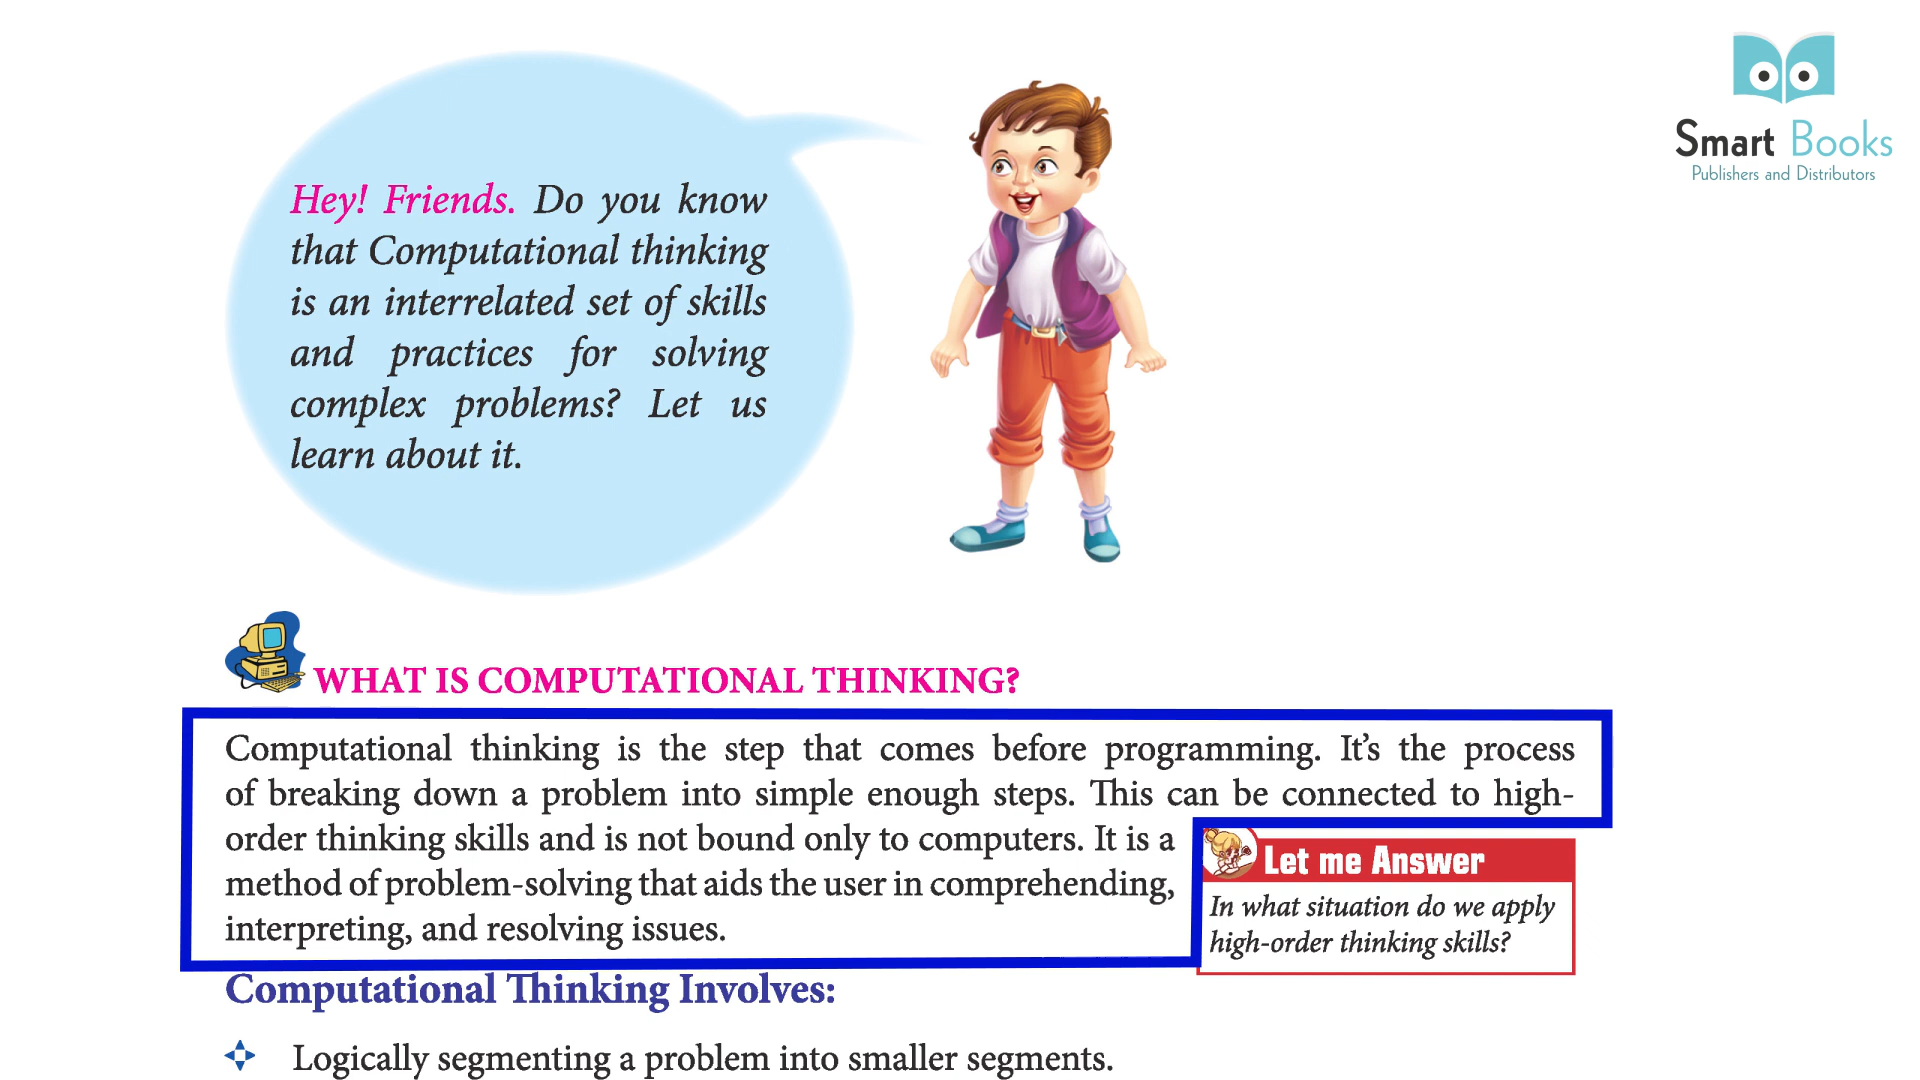 Smart Books
Publishers and Distributors
Hey! Friends. Do you know
that Computational thinking
is an interrelated set of skills
and practices for solving
complex problems? Let us
learn about it.
WHAT IS COMPUTATIONAL THINKING?
Computational thinking is the step that comes before programming. It’s the process
of breaking down a problem into simple enough steps. This can be connected to high-
order thinking skills and is not bound only to computers. It is a
method of problem-solving that aids the user in comprehending,
interpreting, and resolving issues.
Let me Answer
In what situation do we apply
high-order thinking skills?
Computational Thinking Involves:
Logically segmenting a problem into smaller segments.